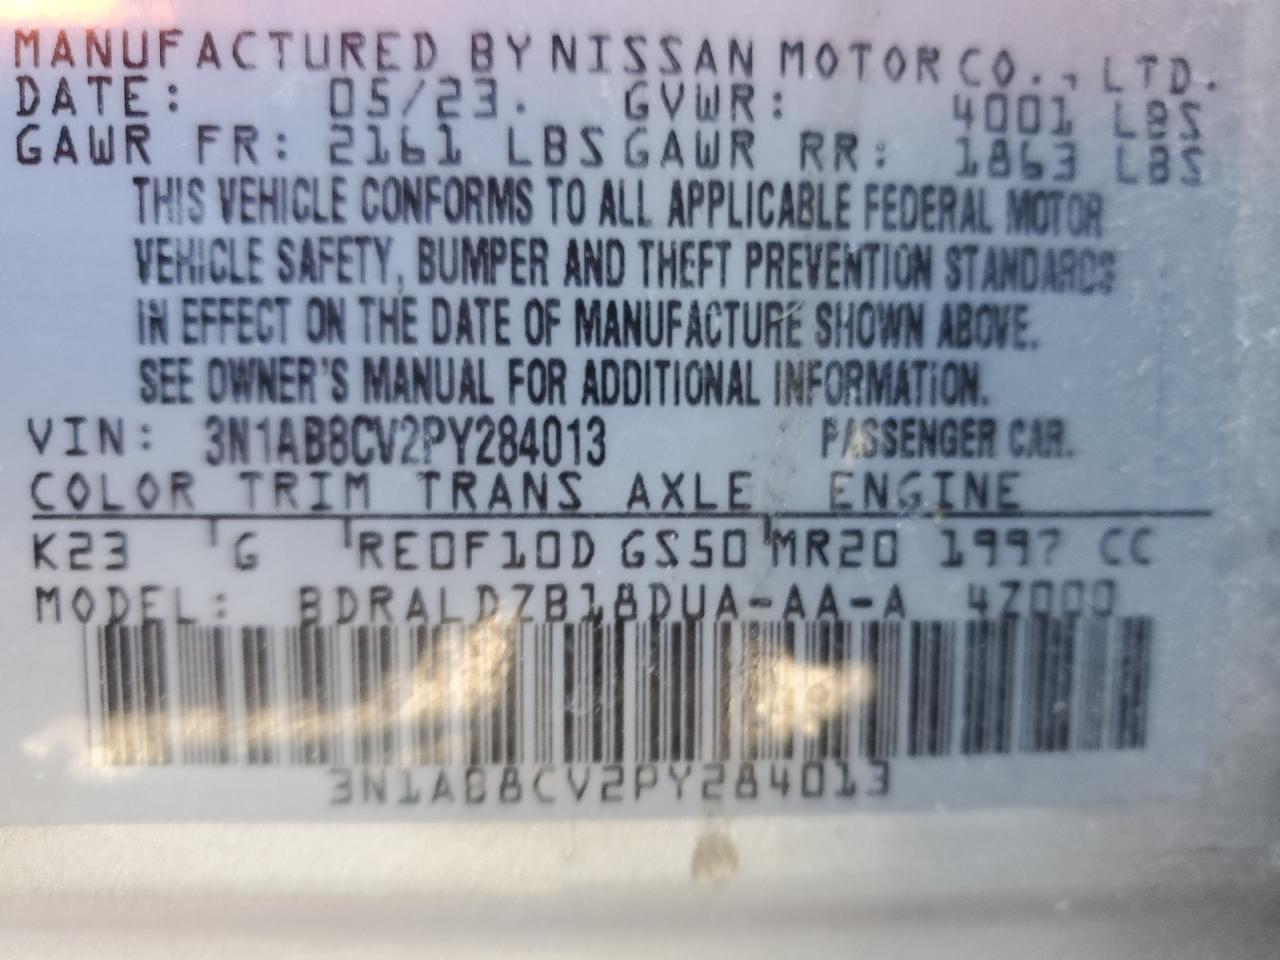 MANUFACTURED BY NISSAN MOTOR CO., LTD.
DATE: 05/23. GVWR: 4001 LBS
GAWR FR: 2161 LBS GAWR RR: 1863 LBS
THIS VEHICLE CONFORMS TO ALL APPLICABLE FEDERAL MOTOR
VEHICLE SAFETY, BUMPER AND THEFT PREVENTION STANDARDS
IN EFFECT ON THE DATE OF MANUFACTURE SHOWN ABOVE.
SEE OWNER'S MANUAL FOR ADDITIONAL INFORMATION.
VIN: 3N1AB8CV2PY284013 PASSENGER CAR.
COLOR TRIM TRANS AXLE ENGINE
K23 G RE0F10D GS50 MR20 1997 CC
MODEL: BDRALDZB18DUA-AA-A 4Z000
3N1AB8CV2PY284013